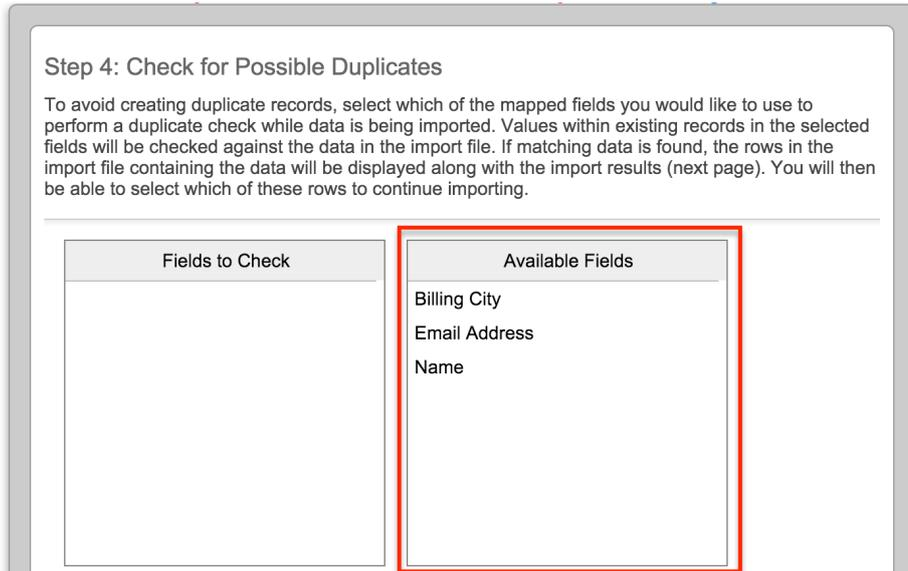 Step 4: Check for Possible Duplicates
To avoid creating duplicate records, select which of the mapped fields you would like to use to
perform a duplicate check while data is being imported. Values within existing records in the selected
fields will be checked against the data in the import file. If matching data is found, the rows in the
import file containing the data will be displayed along with the import results (next page). You will then
be able to select which of these rows to continue importing.
Fields to Check
Available Fields
Billing City
Email Address
Name